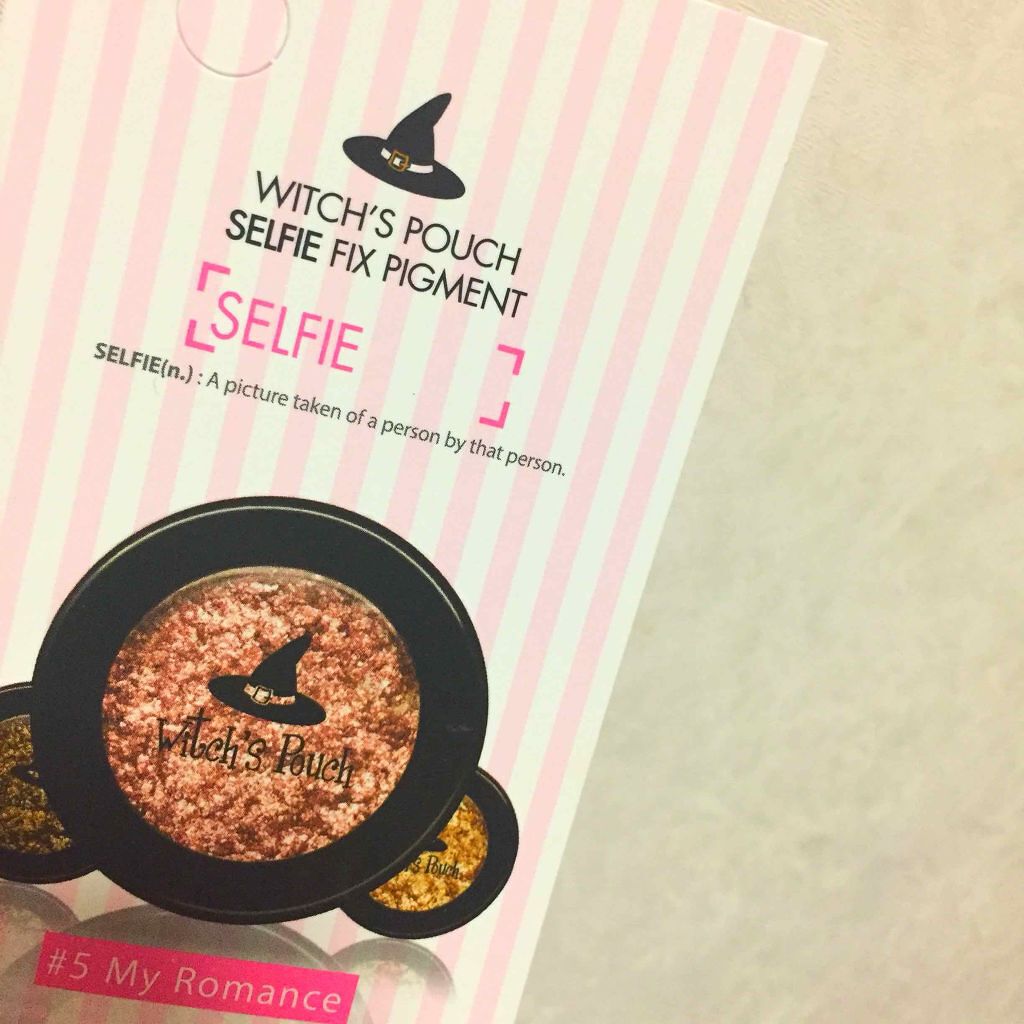 WITCH'S POUCH
SELFIE FIX PIGMENT
SELFIE
SELFIE(n.) : A picture taken of a person by that person.
Witch's Pouch
Pouch
#5 My Romance